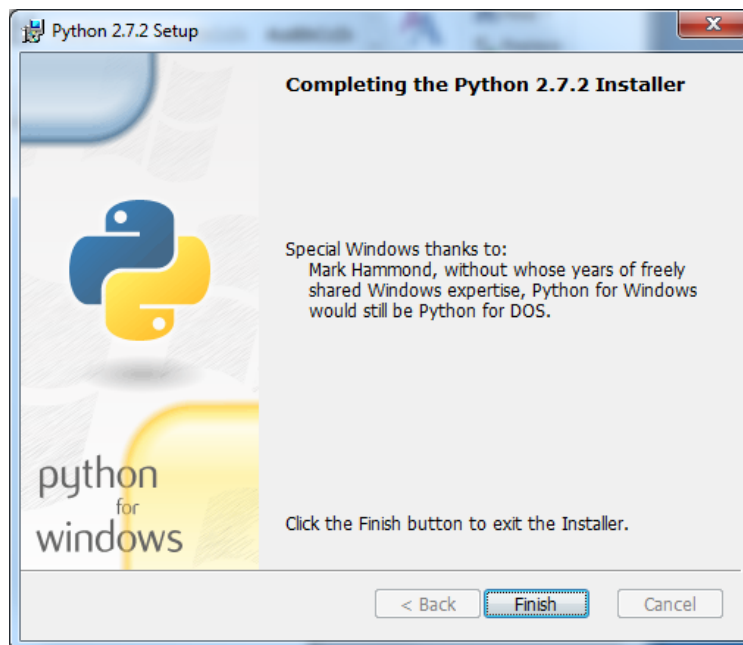 Python 2.7.2 Setup
Completing the Python 2.7.2 Installer
Special Windows thanks to:
Mark Hammond, without whose years of freely
shared Windows expertise, Python for Windows
would still be Python for DOS.
python
for
windows
Click the Finish button to exit the Installer.
< Back
Finish
Cancel